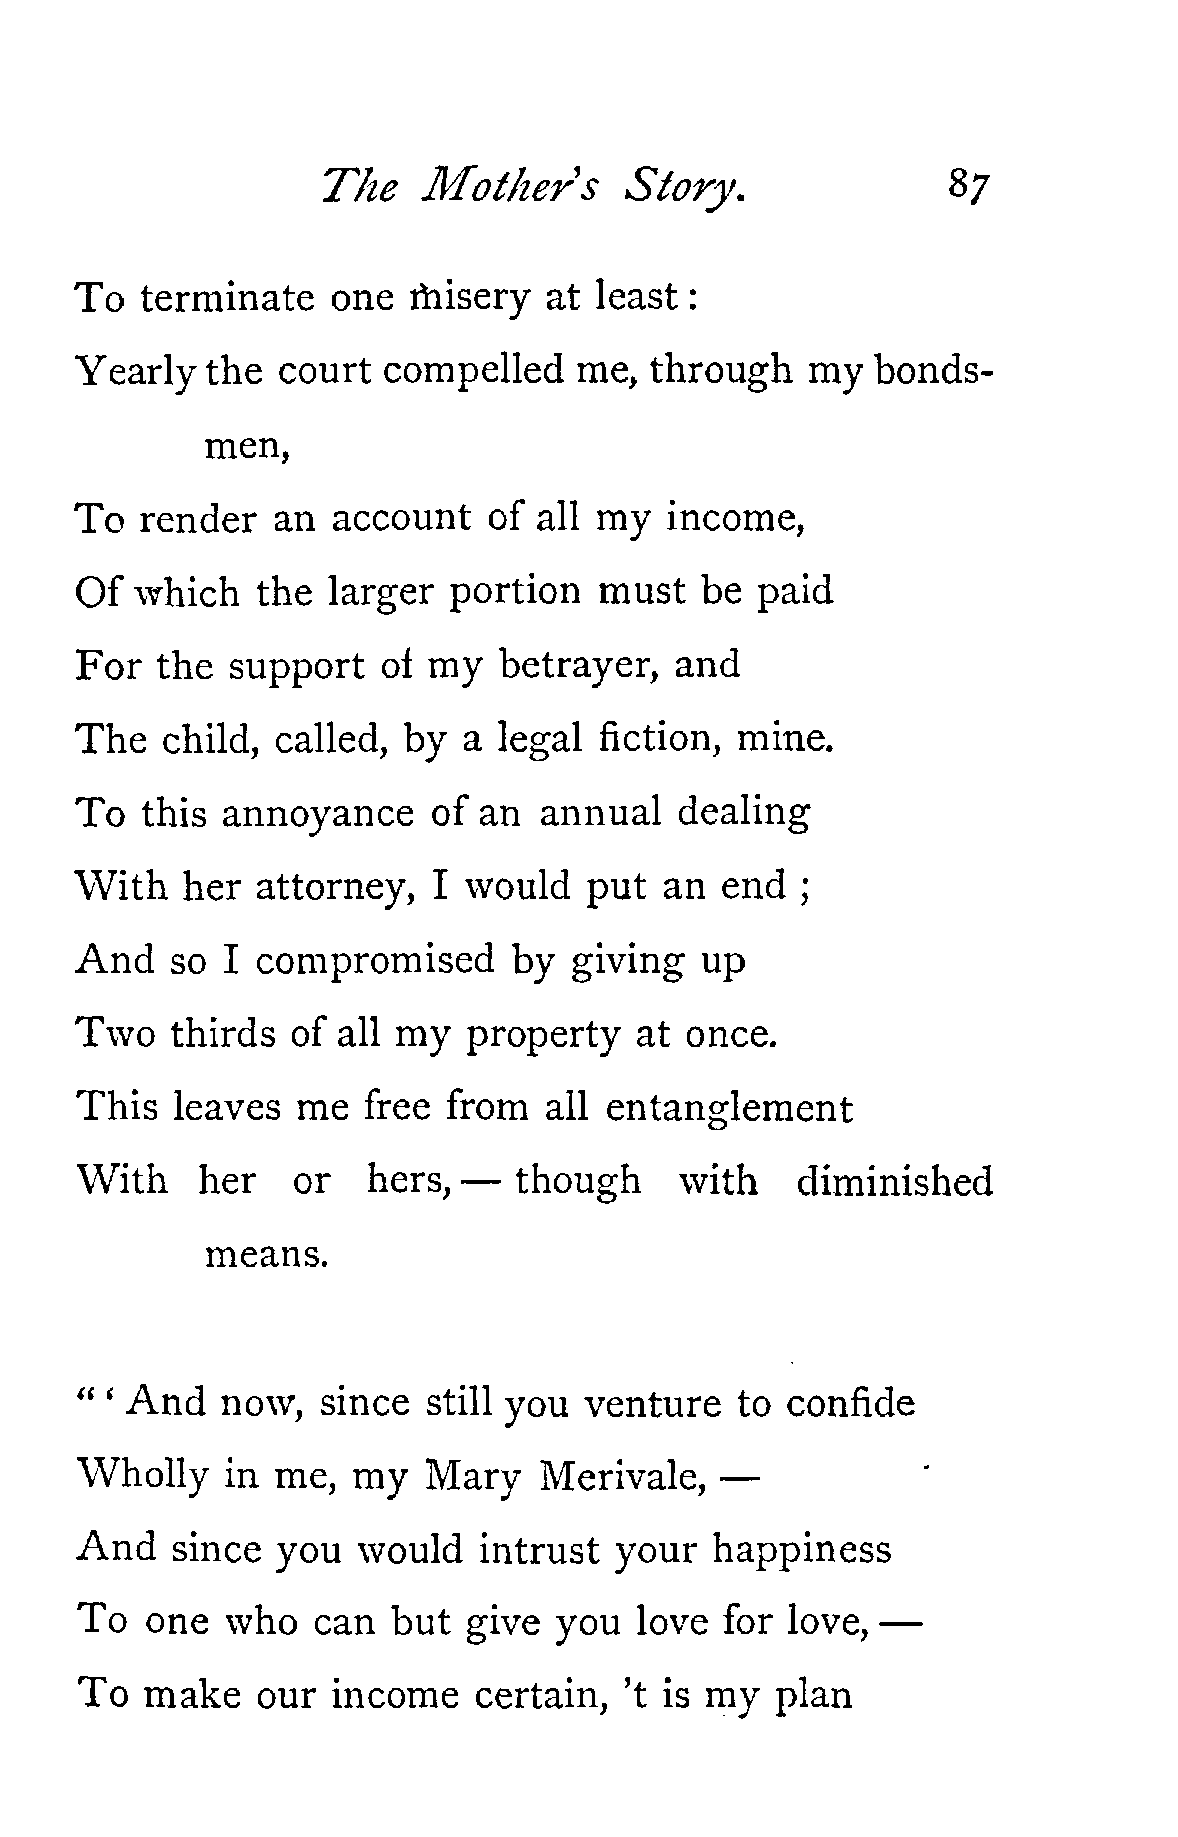 The Mother's Story. 87
To terminate one misery at least :
Yearly the court compelled me, through my bonds-
men,
To render an account of all my income,
Of which the larger portion must be paid
For the support of my betrayer, and
The child, called, by a legal fiction, mine.
To this annoyance of an annual dealing
With her attorney, I would put an end ;
And so I compromised by giving up
Two thirds of all my property at once.
This leaves me free from all entanglement
With her or hers, — though with diminished
means.
" ' And now, since still you venture to confide
Wholly in me, my Mary Merivale, —
And since you would intrust your happiness
To one who can but give you love for love, —
To make our income certain, 't is my plan